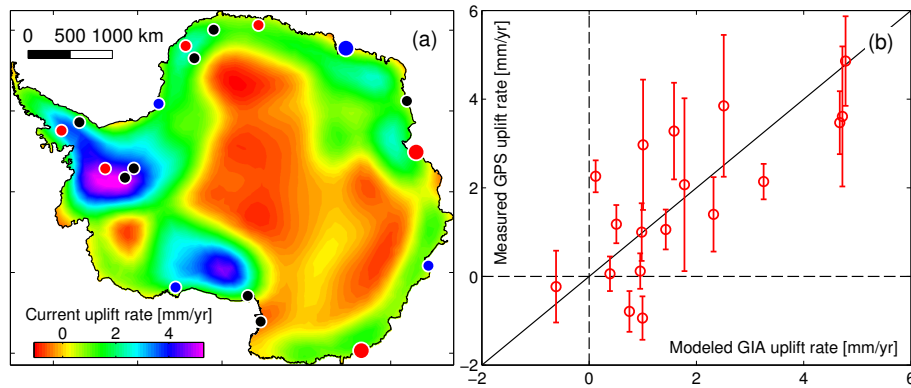 (a)
0 500 1000 km
Current uplift rate [mm/yr]
0 2 4
(b)
Measured GPS uplift rate [mm/yr]
6
4
2
0
−2
Modeled GIA uplift rate [mm/yr]
−2 0 2 4 6